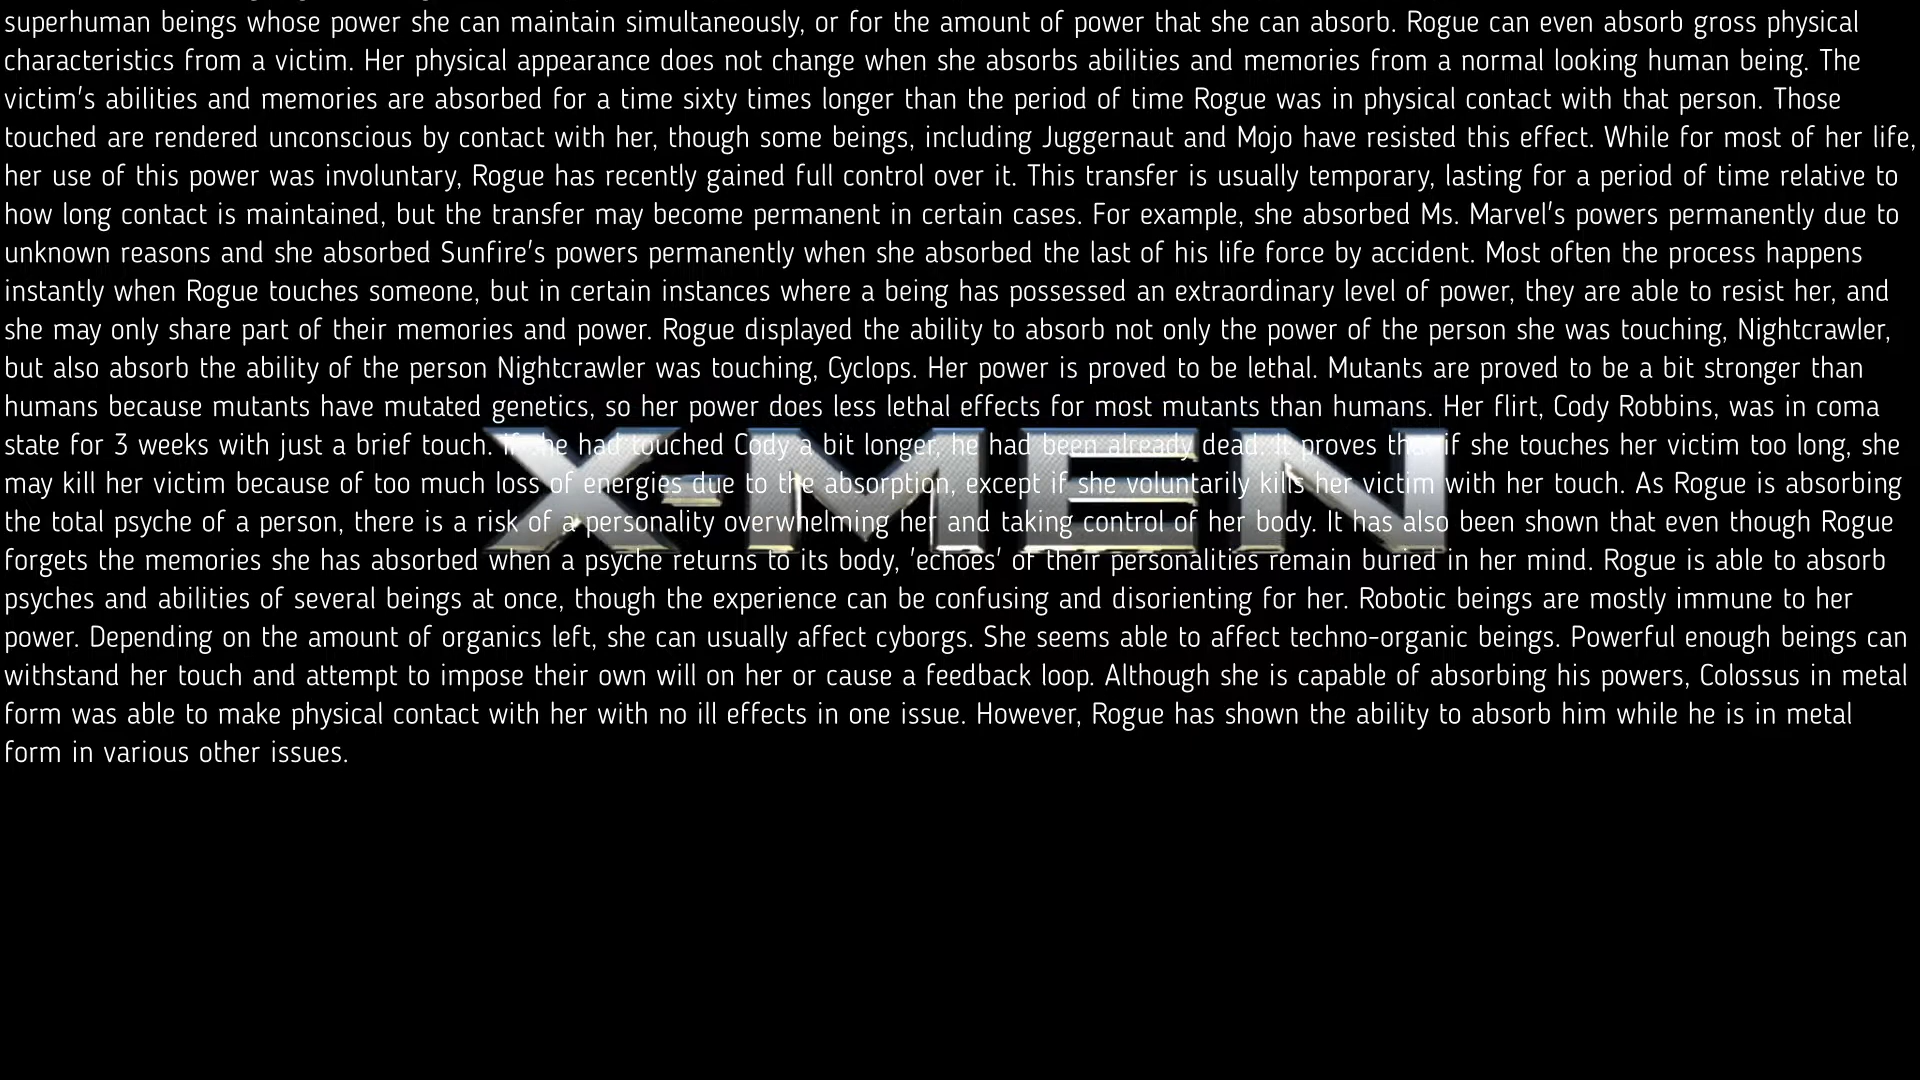 superhuman beings whose power she can maintain simultaneously, or for the amount of power that she can absorb. Rogue can even absorb gross physical
characteristics from a victim. Her physical appearance does not change when she absorbs abilities and memories from a normal looking human being. The
victim's abilities and memories are absorbed for a time sixty times longer than the period of time Rogue was in physical contact with that person. Those
touched are rendered unconscious by contact with her, though some beings, including Juggernaut and Mojo have resisted this effect. While for most of her life,
her use of this power was involuntary, Rogue has recently gained full control over it. This transfer is usually temporary, lasting for a period of time relative to
how long contact is maintained, but the transfer may become permanent in certain cases. For example, she absorbed Ms. Marvel's powers permanently due to
unknown reasons and she absorbed Sunfire's powers permanently when she absorbed the last of his life force by accident. Most often the process happens
instantly when Rogue touches someone, but in certain instances where a being has possessed an extraordinary level of power, they are able to resist her, and
she may only share part of their memories and power. Rogue displayed the ability to absorb not only the power of the person she was touching, Nightcrawler,
but also absorb the ability of the person Nightcrawler was touching, Cyclops. Her power is proved to be lethal. Mutants are proved to be a bit stronger than
humans because mutants have mutated genetics, so her power does less lethal effects for most mutants than humans. Her flirt, Cody Robbins, was in coma
state for 3 weeks with just a brief touch. If she had touched Cody a bit longer, he had been already dead. It proves that if she touches her victim too long, she
may kill her victim because of too much loss of energies due to the absorption, except if she voluntarily kills her victim with her touch. As Rogue is absorbing
the total psyche of a person, there is a risk of a personality overwhelming her and taking control of her body. It has also been shown that even though Rogue
forgets the memories she has absorbed when a psyche returns to its body, 'echoes' of their personalities remain buried in her mind. Rogue is able to absorb
psyches and abilities of several beings at once, though the experience can be confusing and disorienting for her. Robotic beings are mostly immune to her
power. Depending on the amount of organics left, she can usually affect cyborgs. She seems able to affect techno-organic beings. Powerful enough beings can
withstand her touch and attempt to impose their own will on her or cause a feedback loop. Although she is capable of absorbing his powers, Colossus in metal
form was able to make physical contact with her with no ill effects in one issue. However, Rogue has shown the ability to absorb him while he is in metal
form in various other issues.
X-MEN